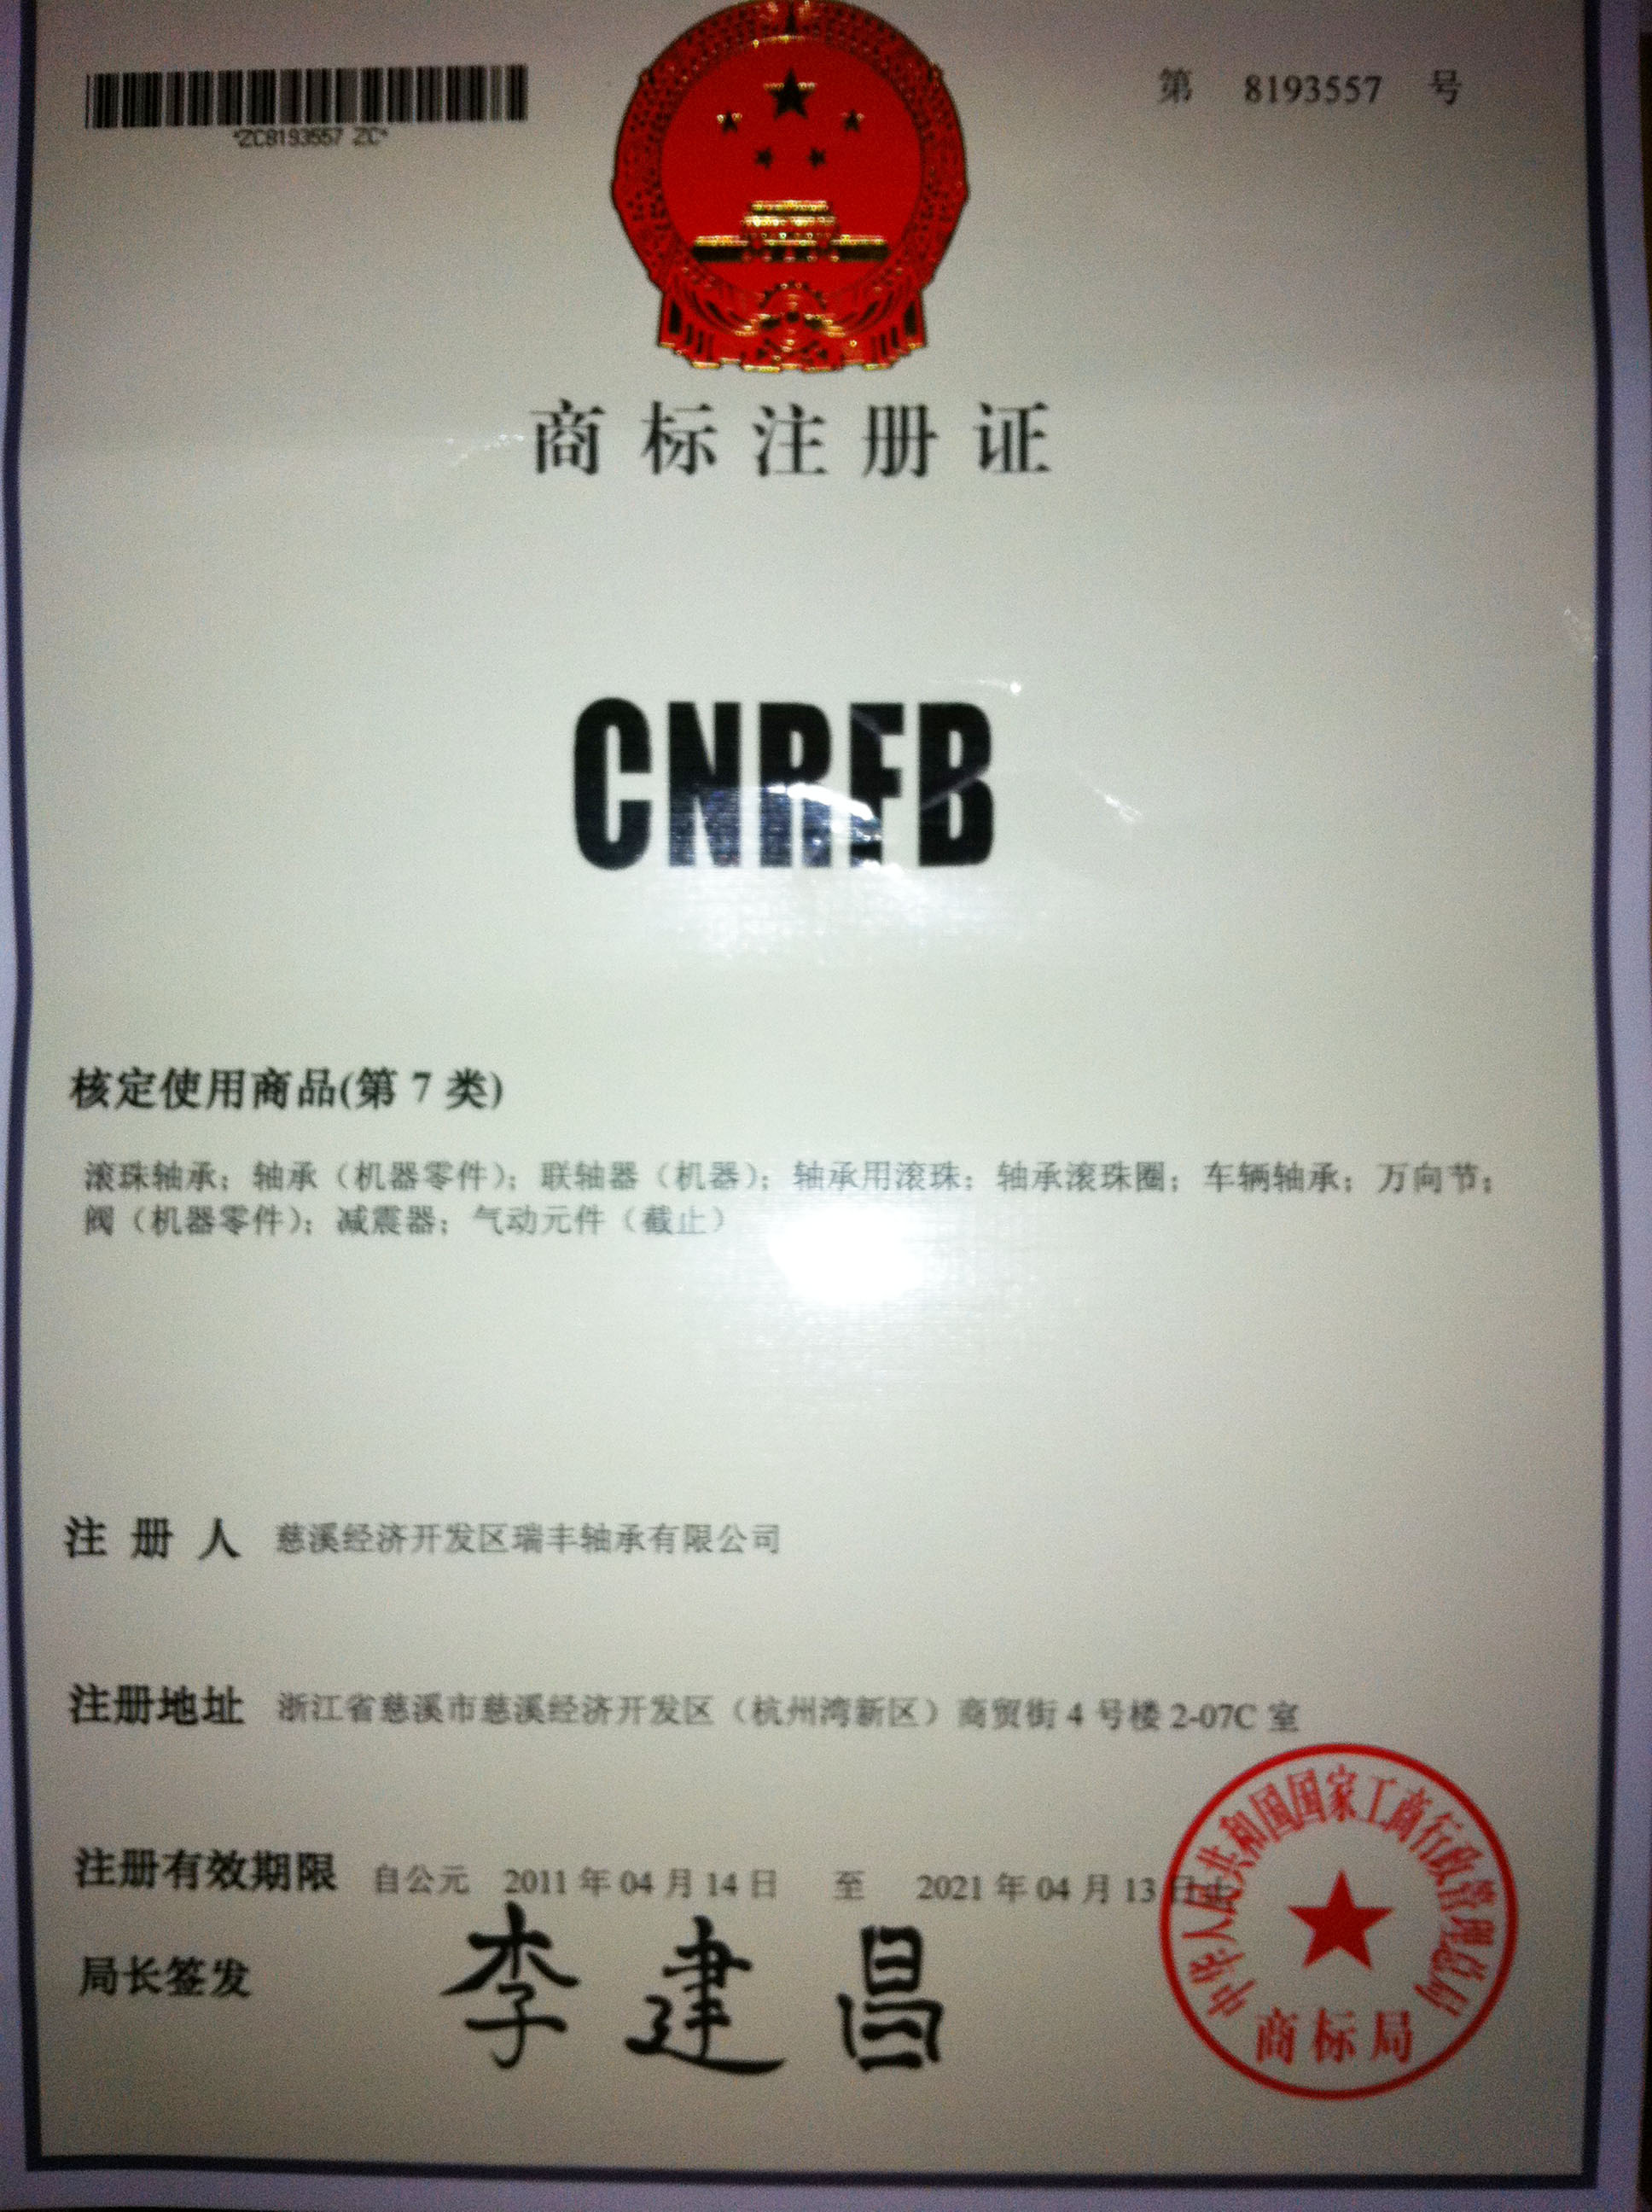 第 8193557 号
*ZC8193557 ZC*
商标注册证
CNRFB
核定使用商品(第 7 类)
滚珠轴承；轴承（机器零件）；联轴器（机器）；轴承用滚珠；轴承滚珠圈；车辆轴承；万向节；
阀（机器零件）；减震器；气动元件（截止）
注 册 人 慈溪经济开发区瑞丰轴承有限公司
注册地址 浙江省慈溪市慈溪经济开发区（杭州湾新区）商贸街 4 号楼 2-07C 室
注册有效期限 自公元 2011 年 04 月 14 日 至 2021 年 04 月 13 日止
局长签发 李建昌
中华人民共和国国家工商行政管理总局
商标局